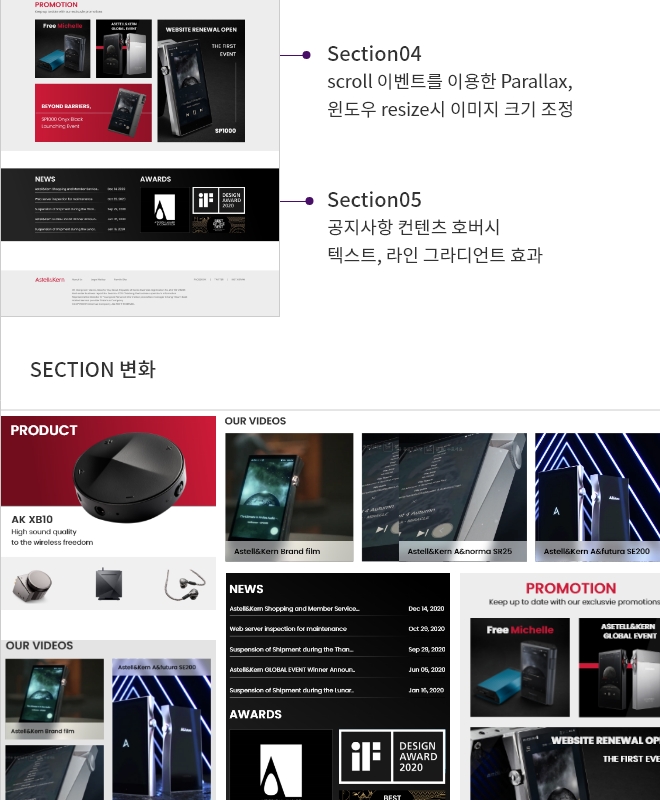 PROMOTION
Free Michelle
ASTELL&KERN
GLOBAL EVENT
WEBSITE RENEWAL OPEN
THE FIRST
EVENT
BEYOND BARRIERS,
SP1000 Onyx Black
Launching Event
SP1000
Section04
scroll 이벤트를 이용한 Parallax,
윈도우 resize시 이미지 크기 조정
NEWS
AWARDS
DESIGN
AWARD
2020
Section05
공지사항 컨텐츠 호버시
텍스트, 라인 그라디언트 효과
Astell&Kern
SECTION 변화
PRODUCT
AK XB10
High sound quality
to the wireless freedom
OUR VIDEOS
Astell&Kern Brand film
Astell&Kern A&norma SR25
Astell&Kern A&futura SE200
OUR VIDEOS
Astell&Kern A&futura SE200
Astell&Kern Brand film
NEWS
Astell&Kern Shopping and Member Service... Dec 14, 2020
Web server inspection for maintenance Oct 29, 2020
Suspension of Shipment during the Than... Sep 29, 2020
Astell&Kern GLOBAL EVENT Winner Announ... Jun 05, 2020
Suspension of Shipment during the Lunar... Jan 16, 2020
AWARDS
iF
DESIGN
AWARD
2020
BEST
PROMOTION
Keep up to date with our exclusvie promotions
Free Michelle
A&TELL&KERN
GLOBAL EVENT
WEBSITE RENEWAL OP
THE FIRST EVE